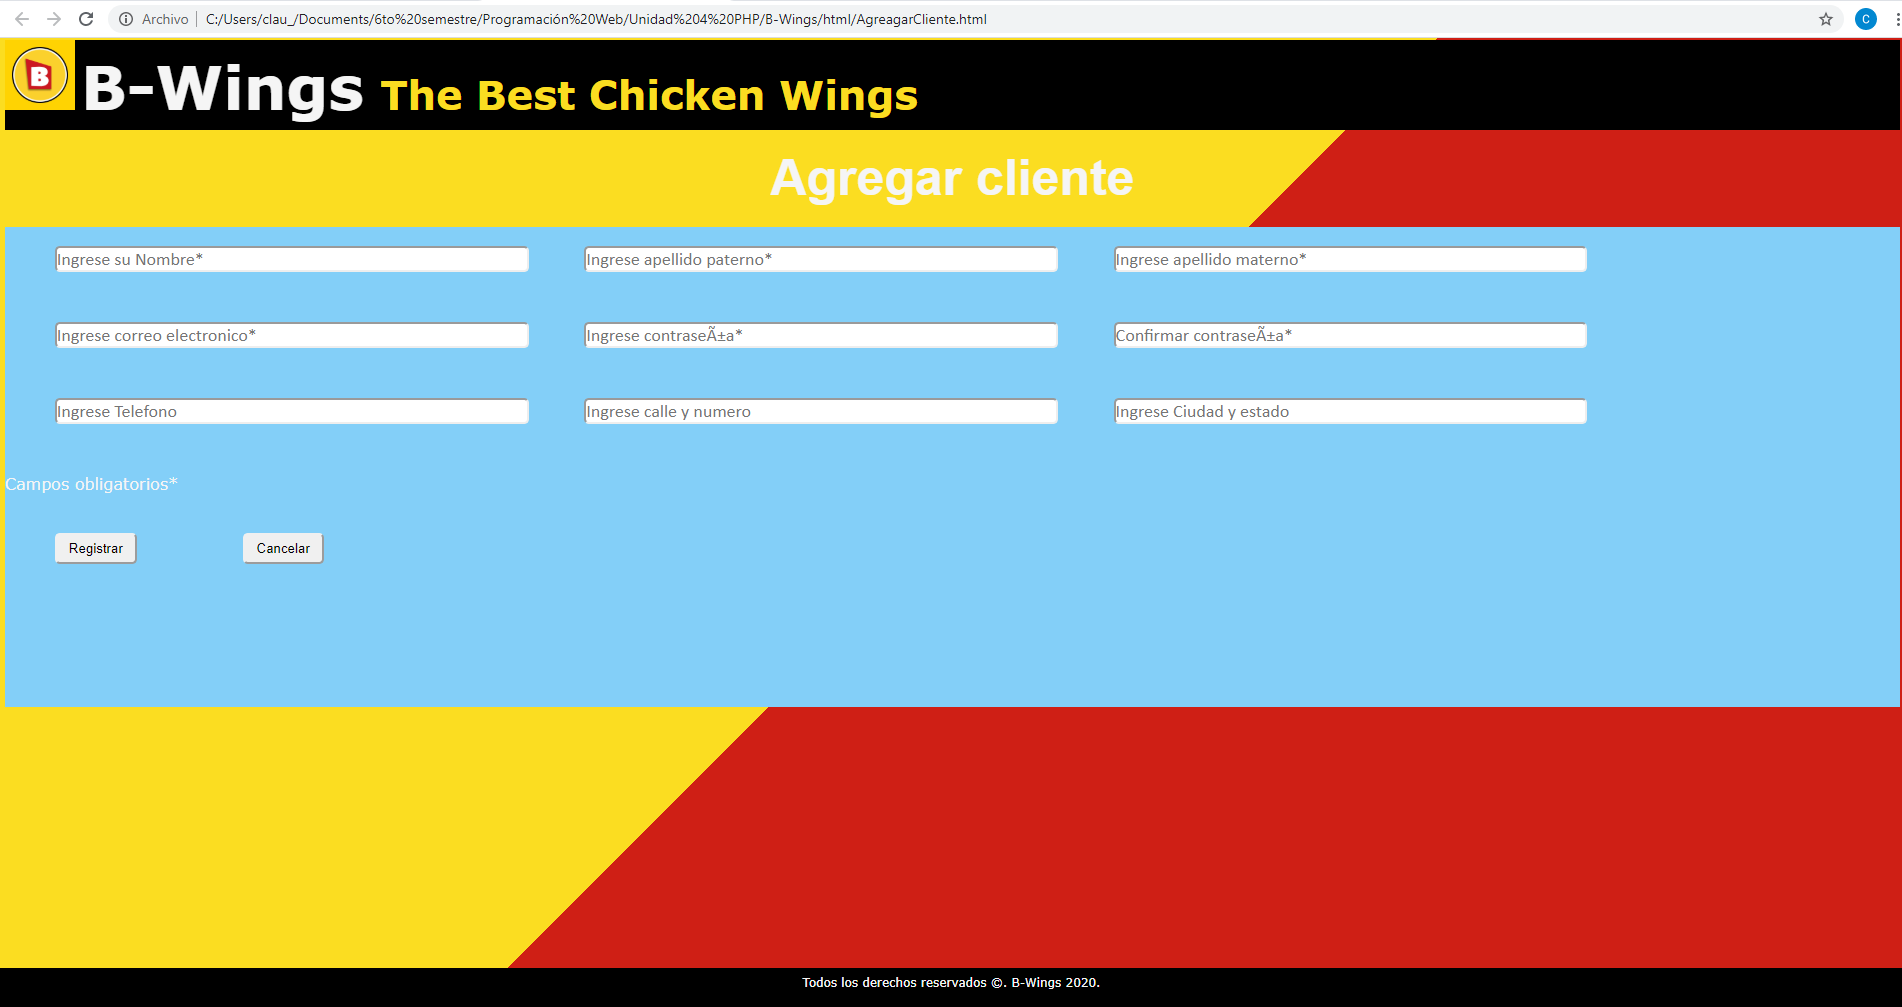 Archivo | C:/Users/clau_/Documents/6to%20semestre/Programación%20Web/Unidad%204%20PHP/B-Wings/html/AgreagarCliente.html
C
B
B-Wings The Best Chicken Wings
Agregar cliente
Ingrese su Nombre* Ingrese apellido paterno* Ingrese apellido materno*
Ingrese correo electronico* Ingrese contraseÃ±a* Confirmar contraseÃ±a*
Ingrese Telefono Ingrese calle y numero Ingrese Ciudad y estado
Campos obligatorios*
Registrar Cancelar
Todos los derechos reservados ©. B-Wings 2020.